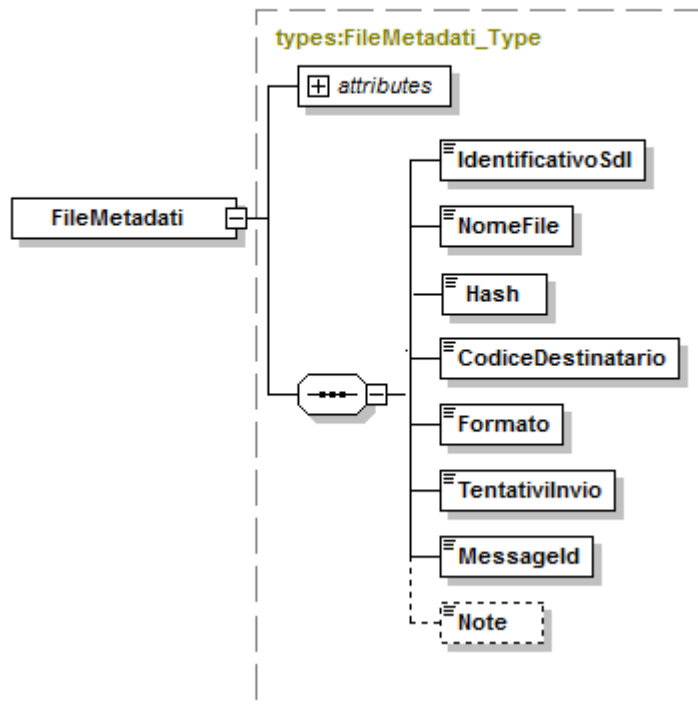 types:FileMetadati_Type
attributes
FileMetadati
IdentificativoSdI
NomeFile
Hash
CodiceDestinatario
Formato
TentativiInvio
MessageId
Note